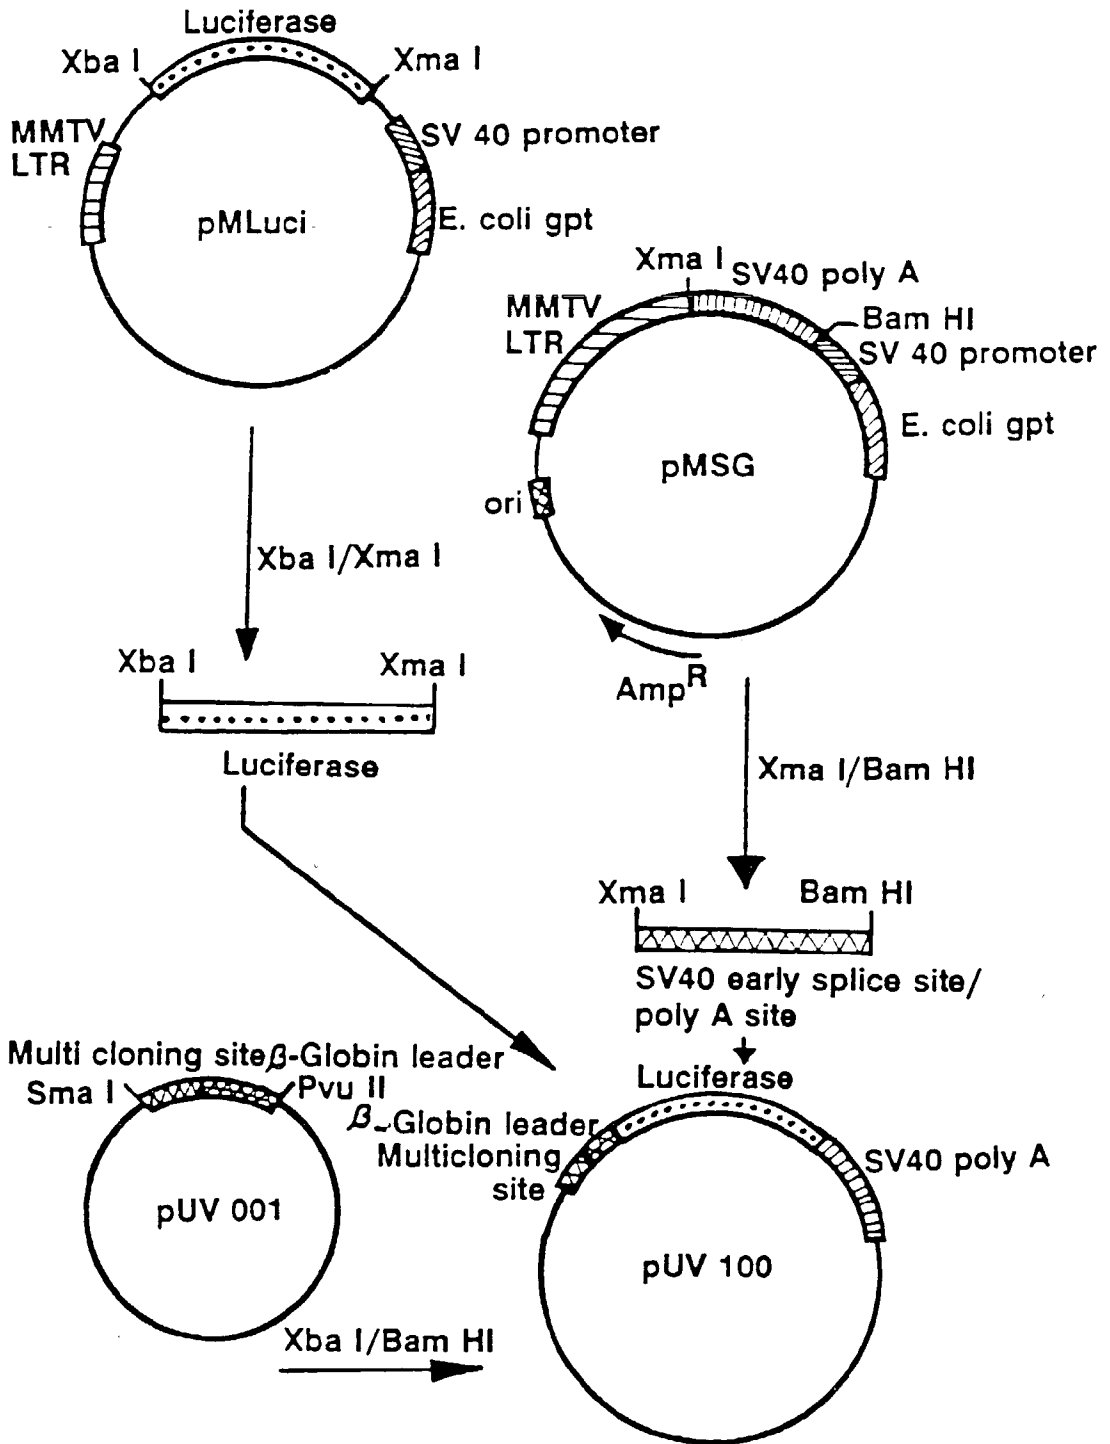 Luciferase
Xba I
Xma I
MMTV
LTR
SV 40 promoter
E. coli gpt
pMLuci
Xma I
SV40 poly A
MMTV
LTR
Bam HI
SV 40 promoter
E. coli gpt
pMSG
ori
Amp^R
Xba I/Xma I
Xba I
Xma I
Luciferase
Xma I/Bam HI
Xma I
Bam HI
SV40 early splice site/
poly A site
Multi cloning site
β-Globin leader
Sma I
Pvu II
pUV 001
Xba I/Bam HI
Luciferase
β-Globin leader
Multicloning
site
SV40 poly A
pUV 100